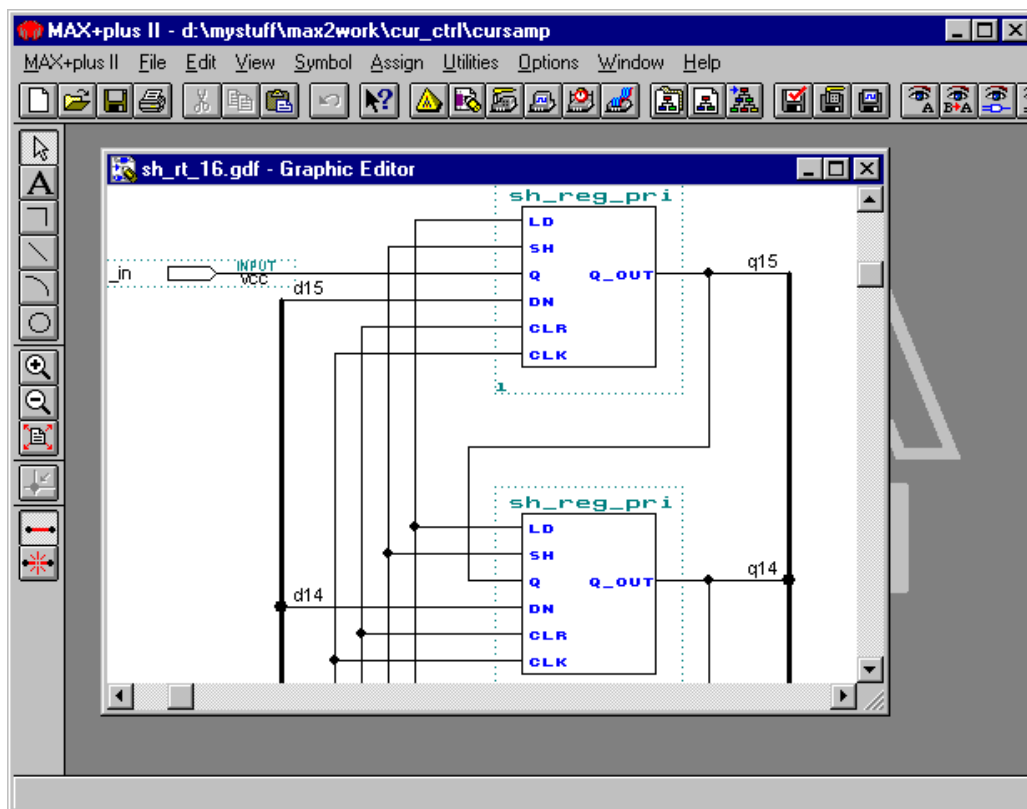 MAX+plus II - d:\mystuff\max2work\cur_ctrl\cursamp
MAX+plus II File Edit View Symbol Assign Utilities Options Window Help
A B+A
A
sh_rt_16.gdf - Graphic Editor
sh_reg_pri
LD
SH
_in INPUT VCC Q Q_OUT q15
d15 DN
CLR
CLK
1
sh_reg_pri
LD
SH
Q Q_OUT q14
d14 DN
CLR
CLK